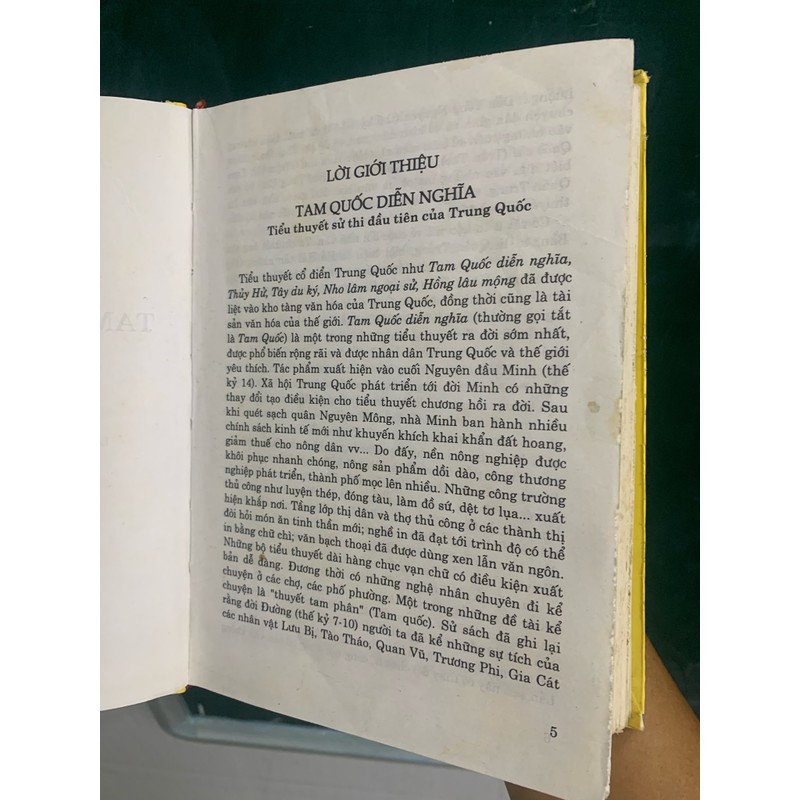 LỜI GIỚI THIỆU
TAM QUỐC DIỄN NGHĨA
Tiểu thuyết sử thi đầu tiên của Trung Quốc
Tiểu thuyết cổ điển Trung Quốc như Tam Quốc diễn nghĩa,
Thủy Hử, Tây du ký, Nho lâm ngoại sử, Hồng lâu mộng đã được
liệt vào kho tàng văn hóa của Trung Quốc, đồng thời cũng là tài
sản văn hóa của thế giới. Tam Quốc diễn nghĩa (thường gọi tắt
là Tam Quốc) là một trong những tiểu thuyết ra đời sớm nhất,
được phổ biến rộng rãi và được nhân dân Trung Quốc và thế giới
yêu thích. Tác phẩm xuất hiện vào cuối Nguyên đầu Minh (thế
kỷ 14). Xã hội Trung Quốc phát triển tới đời Minh có những
thay đổi tạo điều kiện cho tiểu thuyết chương hồi ra đời. Sau
khi quét sạch quân Nguyên Mông, nhà Minh ban hành nhiều
chính sách kinh tế mới như khuyến khích khai khẩn đất hoang,
giảm thuế cho nông dân vv... Do đấy, nền nông nghiệp được
khôi phục nhanh chóng, nông sản phẩm dồi dào, công thương
nghiệp phát triển, thành phố mọc lên nhiều. Những công trường
thủ công như luyện thép, đóng tàu, làm đồ sứ, dệt tơ lụa... xuất
hiện khắp nơi. Tầng lớp thị dân và thợ thủ công ở các thành thị
đòi hỏi món ăn tinh thần mới; nghề in đã đạt tới trình độ có thể
in bằng chữ chì; văn bạch thoại đã được dùng xen lẫn văn ngôn.
Những bộ tiểu thuyết dài hàng chục vạn chữ có điều kiện xuất
bản dễ dàng. Đương thời có những nghệ nhân chuyên đi kể
chuyện ở các chợ, các phố phường. Một trong những đề tài kể
chuyện là "thuyết tam phân" (Tam quốc). Sử sách đã ghi lại
rằng đời Đường (thế kỷ 7-10) người ta đã kể những sự tích của
các nhân vật Lưu Bị, Tào Tháo, Quan Vũ, Trương Phi, Gia Cát
5